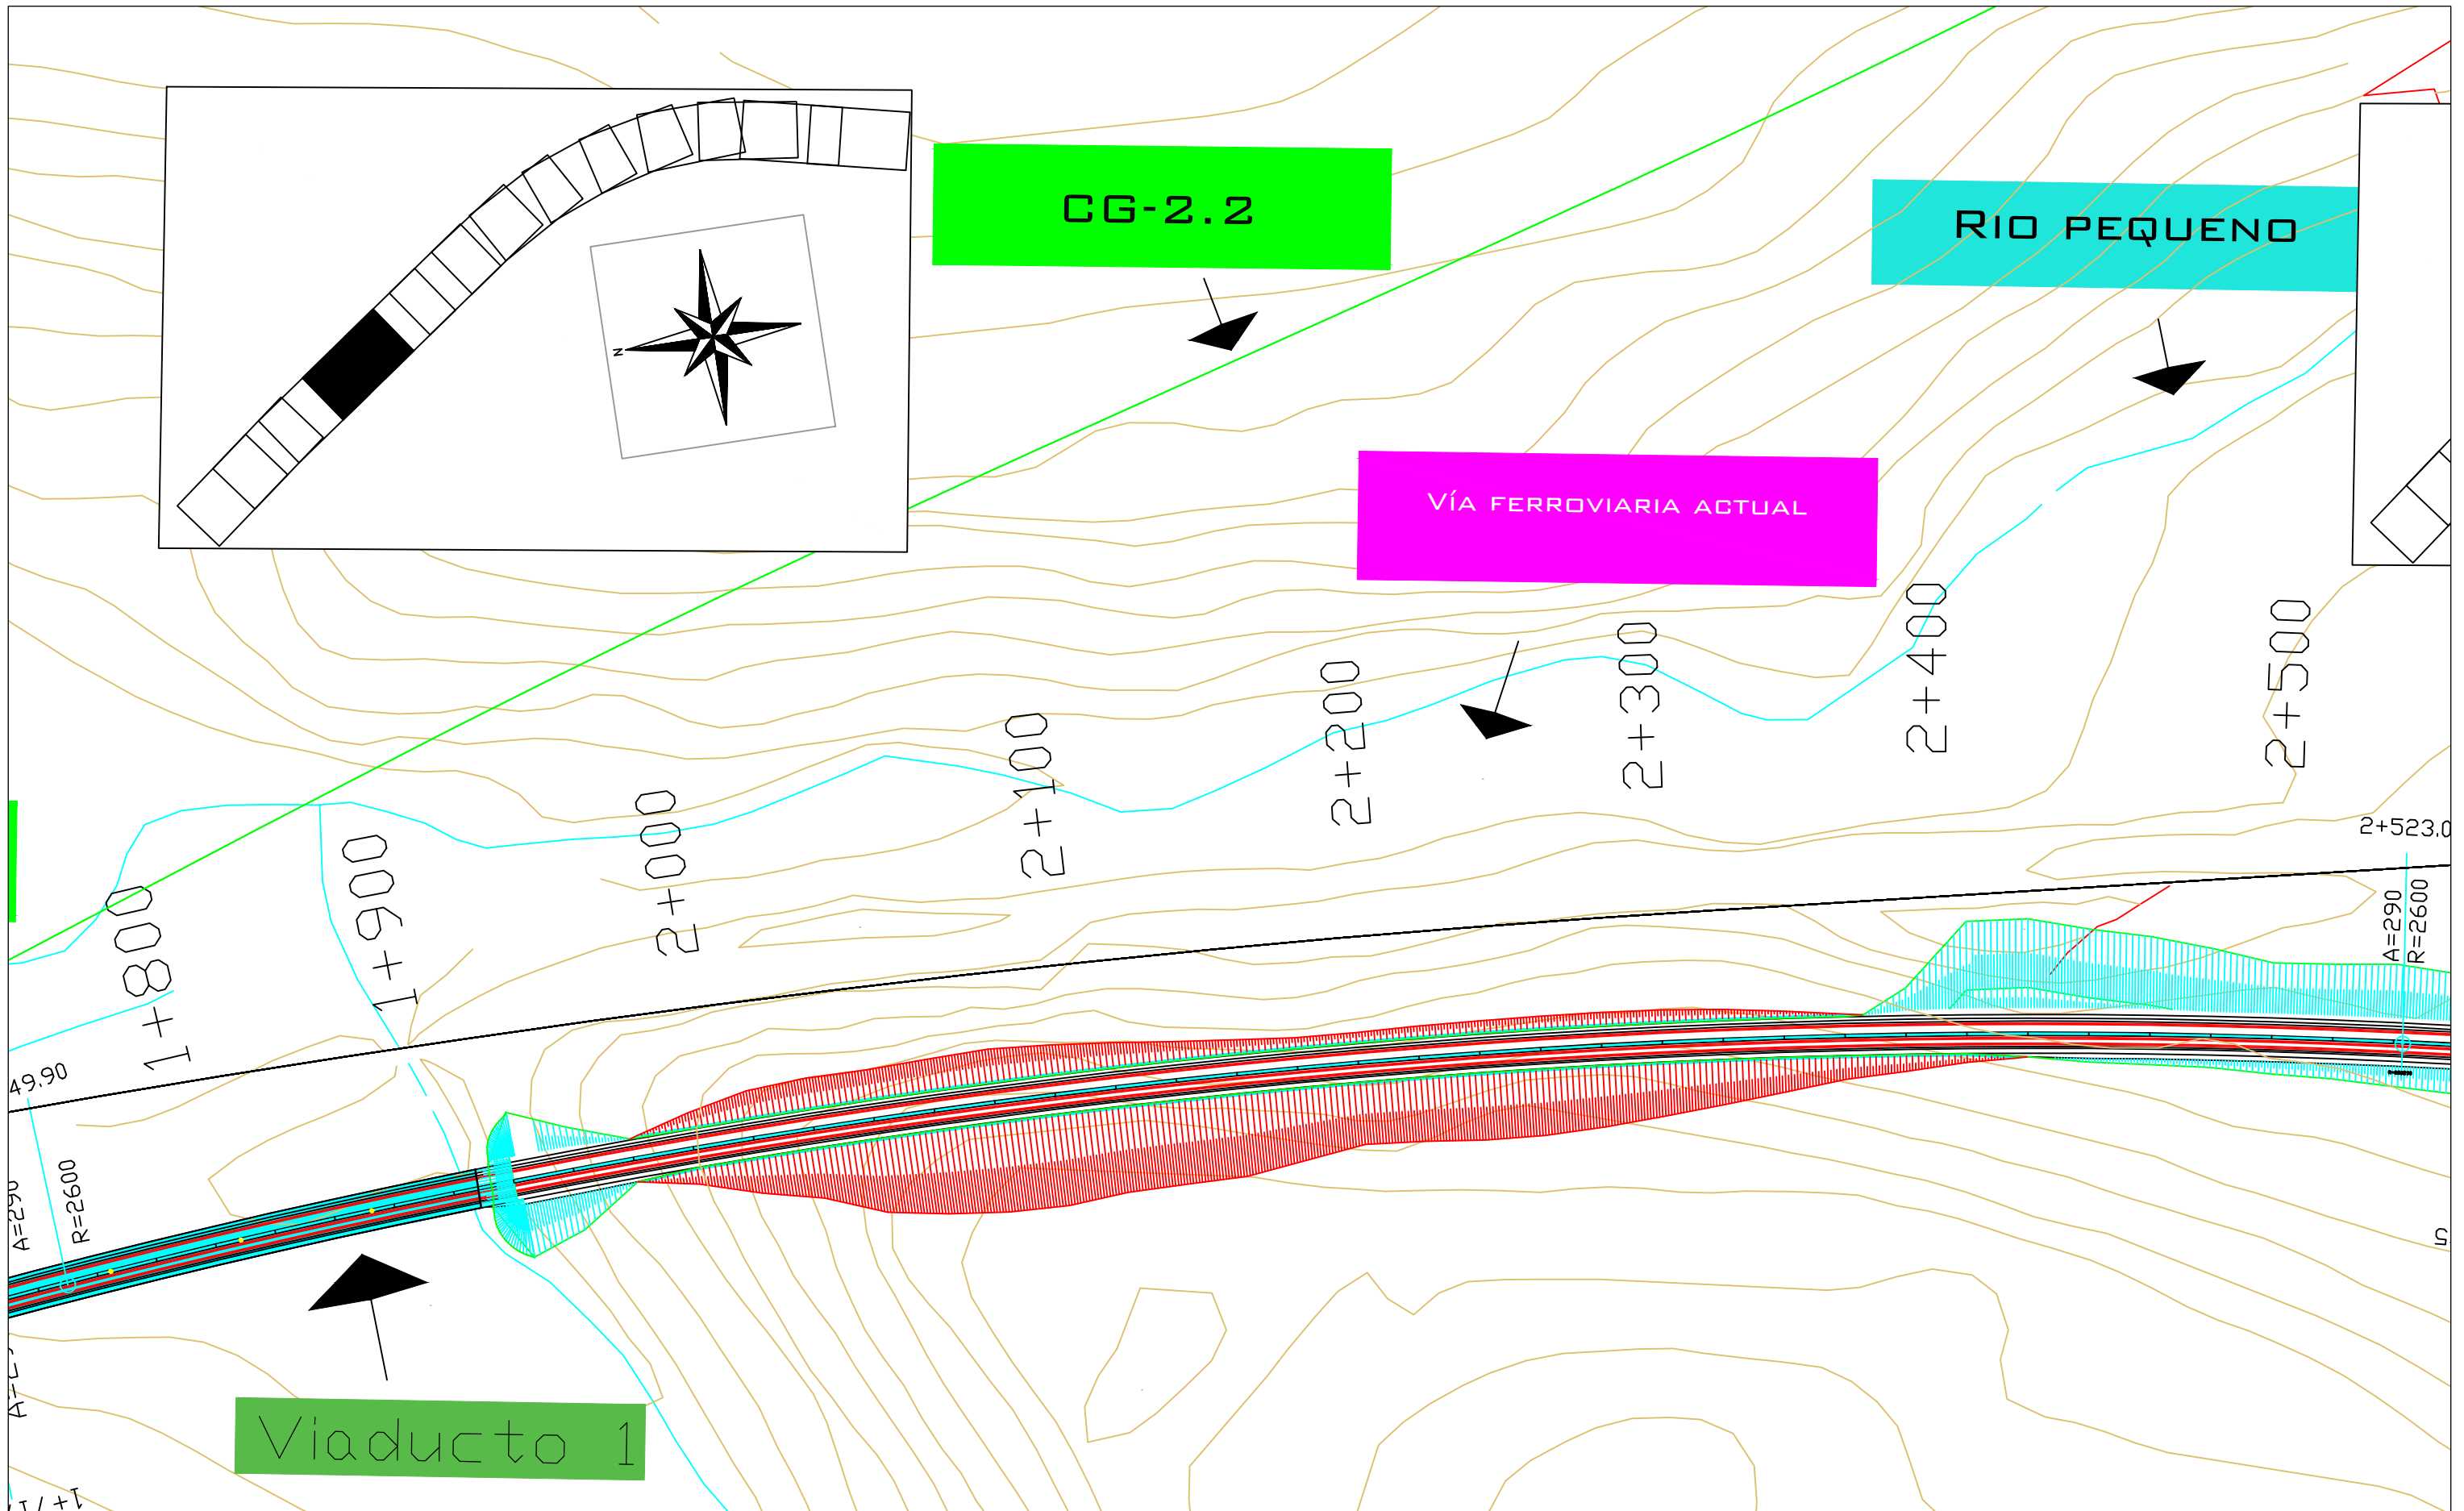 CG-2.2
RIO PEQUENO
N
VÍA FERROVIARIA ACTUAL
1+800
1+900
2+000
2+100
2+200
2+300
2+400
2+500
2+523,0
A=290
R=2600
49,90
A=290
R=2600
Viaducto 1